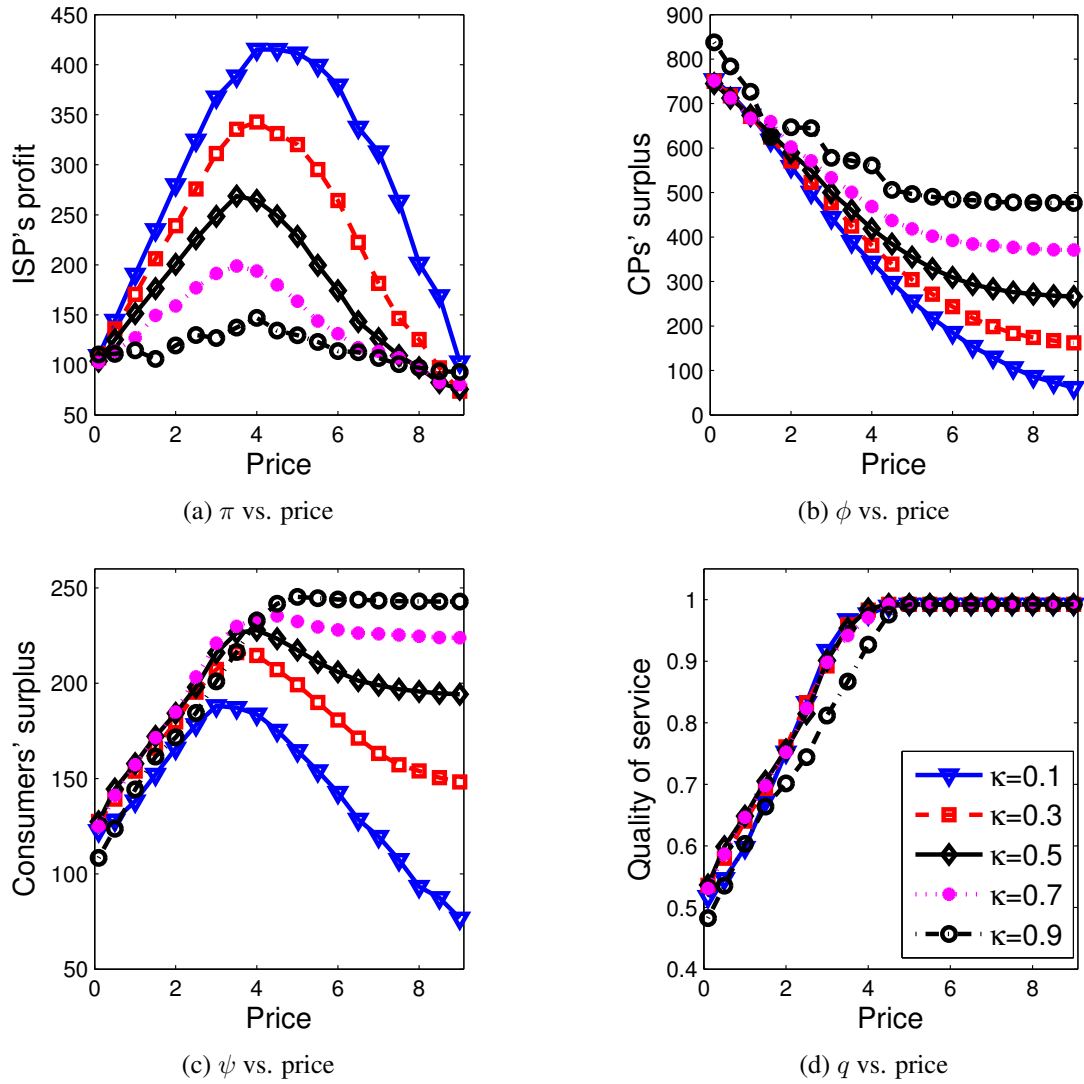 450
400
350
300
250
200
150
100
50
0 2 4 6 8
ISP's profit
Price
(a) π vs. price
900
800
700
600
500
400
300
200
100
0
0 2 4 6 8
CPs' surplus
Price
(b) ϕ vs. price
250
200
150
100
50
0 2 4 6 8
Consumers' surplus
Price
(c) ψ vs. price
1
0.9
0.8
0.7
0.6
0.5
0.4
0 2 4 6 8
Quality of service
Price
κ=0.1
κ=0.3
κ=0.5
κ=0.7
κ=0.9
(d) q vs. price